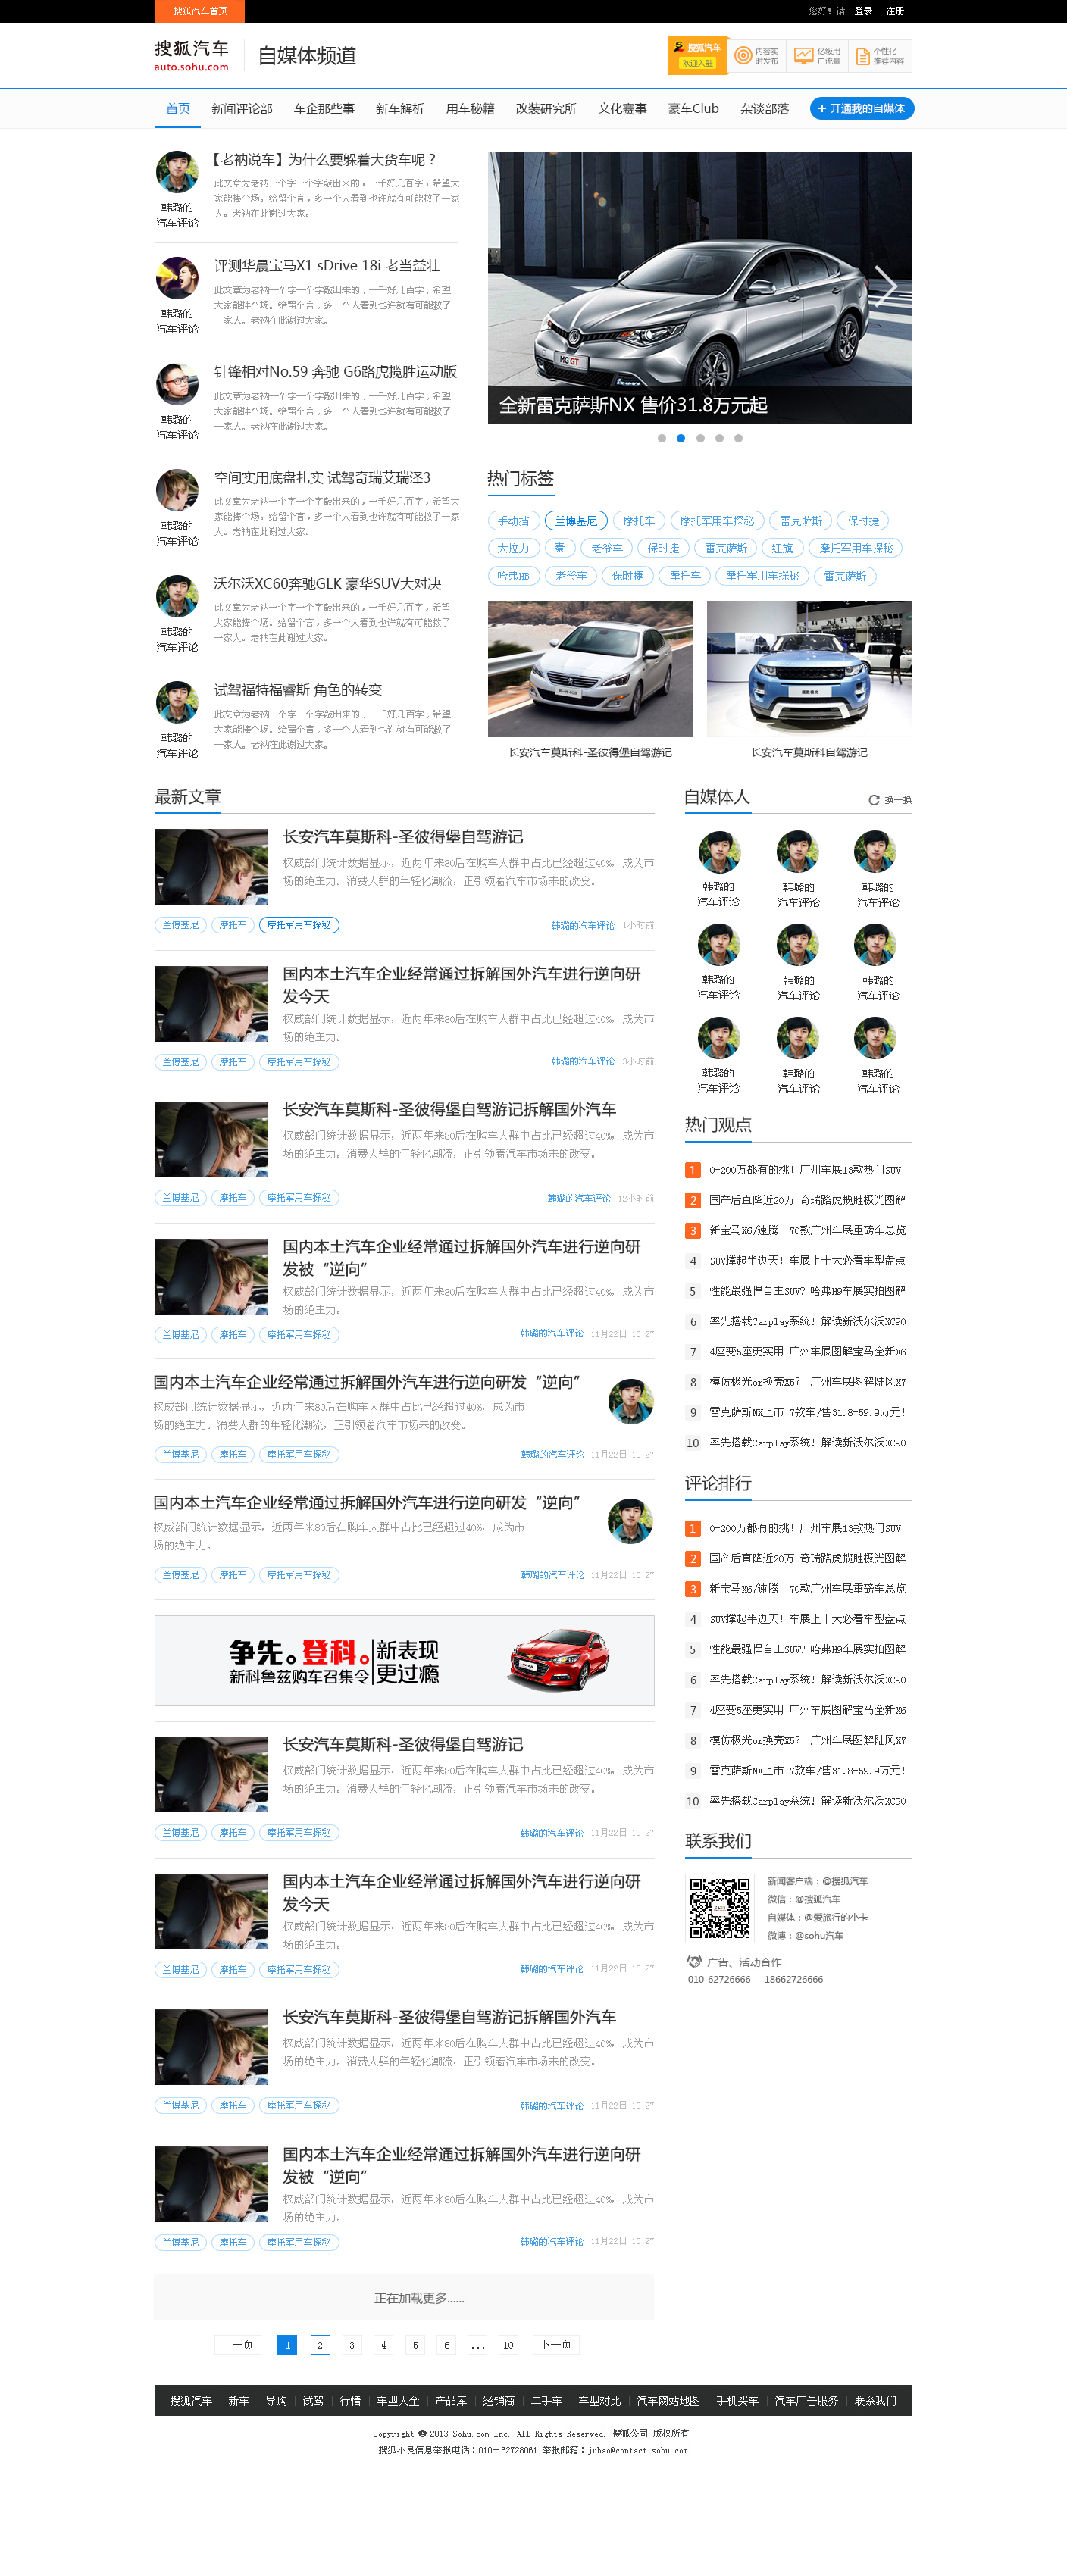 搜狐汽车首页
您好！请 登录 注册
搜狐汽车
auto.sohu.com
自媒体频道
搜狐汽车
欢迎入驻
内容实
时发布
亿级用
户流量
个性化
推荐内容
首页 新闻评论部 车企那些事 新车解析 用车秘籍 改装研究所 文化赛事 豪车Club 杂谈部落 + 开通我的自媒体
【老衲说车】为什么要躲着大货车呢？
此文章为老衲一个字一个字敲出来的，一千好几百字，希望大
家能捧个场。给留个言，多一个人看到也许就有可能救了一家
人。老衲在此谢过大家。
韩璐的
汽车评论
评测华晨宝马X1 sDrive 18i 老当益壮
此文章为老衲一个字一个字敲出来的，一千好几百字，希望
大家能捧个场。给留个言，多一个人看到也许就有可能救了
一家人。老衲在此谢过大家。
韩璐的
汽车评论
针锋相对No.59 奔驰 G6路虎揽胜运动版
此文章为老衲一个字一个字敲出来的，一千好几百字，希望
大家能捧个场。给留个言，多一个人看到也许就有可能救了
一家人。老衲在此谢过大家。
韩璐的
汽车评论
空间实用底盘扎实 试驾奇瑞艾瑞泽3
此文章为老衲一个字一个字敲出来的，一千好几百字，希望大
家能捧个场。给留个言，多一个人看到也许就有可能救了一家
人。老衲在此谢过大家。
韩璐的
汽车评论
沃尔沃XC60奔驰GLK 豪华SUV大对决
此文章为老衲一个字一个字敲出来的，一千好几百字，希望
大家能捧个场。给留个言，多一个人看到也许就有可能救了
一家人。老衲在此谢过大家。
韩璐的
汽车评论
试驾福特福睿斯 角色的转变
此文章为老衲一个字一个字敲出来的，一千好几百字，希望
大家能捧个场。给留个言，多一个人看到也许就有可能救了
一家人。老衲在此谢过大家。
韩璐的
汽车评论
MG GT
全新雷克萨斯NX 售价31.8万元起
热门标签
手动挡 兰博基尼 摩托车 摩托军用车探秘 雷克萨斯 保时捷
大拉力 秦 老爷车 保时捷 雷克萨斯 红旗 摩托军用车探秘
哈弗HB 老爷车 保时捷 摩托车 摩托军用车探秘 雷克萨斯
长安汽车莫斯科-圣彼得堡自驾游记
长安汽车莫斯科自驾游记
最新文章
长安汽车莫斯科-圣彼得堡自驾游记
权威部门统计数据显示，近两年来80后在购车人群中占比已经超过40%，成为市
场的绝主力。消费人群的年轻化潮流，正引领着汽车市场未的改变。
兰博基尼 摩托车 摩托军用车探秘 韩璐的汽车评论 1小时前
国内本土汽车企业经常通过拆解国外汽车进行逆向研
发今天
权威部门统计数据显示，近两年来80后在购车人群中占比已经超过40%，成为市
场的绝主力。
兰博基尼 摩托车 摩托军用车探秘 韩璐的汽车评论 3小时前
长安汽车莫斯科-圣彼得堡自驾游记拆解国外汽车
权威部门统计数据显示，近两年来80后在购车人群中占比已经超过40%，成为市
场的绝主力。消费人群的年轻化潮流，正引领着汽车市场未的改变。
兰博基尼 摩托车 摩托军用车探秘 韩璐的汽车评论 12小时前
国内本土汽车企业经常通过拆解国外汽车进行逆向研
发被“逆向”
权威部门统计数据显示，近两年来80后在购车人群中占比已经超过40%，成为市
场的绝主力。
兰博基尼 摩托车 摩托军用车探秘 韩璐的汽车评论 11月22日 10:27
国内本土汽车企业经常通过拆解国外汽车进行逆向研发“逆向”
权威部门统计数据显示，近两年来80后在购车人群中占比已经超过40%，成为市
场的绝主力。消费人群的年轻化潮流，正引领着汽车市场未的改变。
兰博基尼 摩托车 摩托军用车探秘 韩璐的汽车评论 11月22日 10:27
国内本土汽车企业经常通过拆解国外汽车进行逆向研发“逆向”
权威部门统计数据显示，近两年来80后在购车人群中占比已经超过40%，成为市
场的绝主力。
兰博基尼 摩托车 摩托军用车探秘 韩璐的汽车评论 11月22日 10:27
争先。登科。
新科鲁兹购车召集令
新表现
更过瘾
长安汽车莫斯科-圣彼得堡自驾游记
权威部门统计数据显示，近两年来80后在购车人群中占比已经超过40%，成为市
场的绝主力。消费人群的年轻化潮流，正引领着汽车市场未的改变。
兰博基尼 摩托车 摩托军用车探秘 韩璐的汽车评论 11月22日 10:27
国内本土汽车企业经常通过拆解国外汽车进行逆向研
发今天
权威部门统计数据显示，近两年来80后在购车人群中占比已经超过40%，成为市
场的绝主力。
兰博基尼 摩托车 摩托军用车探秘 韩璐的汽车评论 11月22日 10:27
长安汽车莫斯科-圣彼得堡自驾游记拆解国外汽车
权威部门统计数据显示，近两年来80后在购车人群中占比已经超过40%，成为市
场的绝主力。消费人群的年轻化潮流，正引领着汽车市场未的改变。
兰博基尼 摩托车 摩托军用车探秘 韩璐的汽车评论 11月22日 10:27
国内本土汽车企业经常通过拆解国外汽车进行逆向研
发被“逆向”
权威部门统计数据显示，近两年来80后在购车人群中占比已经超过40%，成为市
场的绝主力。
兰博基尼 摩托车 摩托军用车探秘 韩璐的汽车评论 11月22日 10:27
正在加载更多......
上一页 1 2 3 4 5 6 ... 10 下一页
自媒体人 换一换
韩璐的 韩璐的 韩璐的
汽车评论 汽车评论 汽车评论
韩璐的 韩璐的 韩璐的
汽车评论 汽车评论 汽车评论
韩璐的 韩璐的 韩璐的
汽车评论 汽车评论 汽车评论
热门观点
1 0-200万都有的挑！广州车展13款热门SUV
2 国产后直降近20万 奇瑞路虎揽胜极光图解
3 新宝马X6/速腾 70款广州车展重磅车总览
4 SUV撑起半边天！车展上十大必看车型盘点
5 性能最强悍自主SUV？哈弗H9车展实拍图解
6 率先搭载Carplay系统！解读新沃尔沃XC90
7 4座变5座更实用 广州车展图解宝马全新X6
8 模仿极光or换壳X5？ 广州车展图解陆风X7
9 雷克萨斯NX上市 7款车/售31.8-59.9万元！
10 率先搭载Carplay系统！解读新沃尔沃XC90
评论排行
1 0-200万都有的挑！广州车展13款热门SUV
2 国产后直降近20万 奇瑞路虎揽胜极光图解
3 新宝马X6/速腾 70款广州车展重磅车总览
4 SUV撑起半边天！车展上十大必看车型盘点
5 性能最强悍自主SUV？哈弗H9车展实拍图解
6 率先搭载Carplay系统！解读新沃尔沃XC90
7 4座变5座更实用 广州车展图解宝马全新X6
8 模仿极光or换壳X5？ 广州车展图解陆风X7
9 雷克萨斯NX上市 7款车/售31.8-59.9万元！
10 率先搭载Carplay系统！解读新沃尔沃XC90
联系我们
新闻客户端：@搜狐汽车
微信：@搜狐汽车
自媒体：@爱旅行的小卡
微博：@sohu汽车
广告、活动合作
010-62726666 18662726666
搜狐汽车 新车 导购 试驾 行情 车型大全 产品库 经销商 二手车 车型对比 汽车网站地图 手机买车 汽车广告服务 联系我们
Copyright © 2013 Sohu.com Inc. All Rights Reserved. 搜狐公司 版权所有
搜狐不良信息举报电话：010－62728061 举报邮箱：jubao@contact.sohu.com